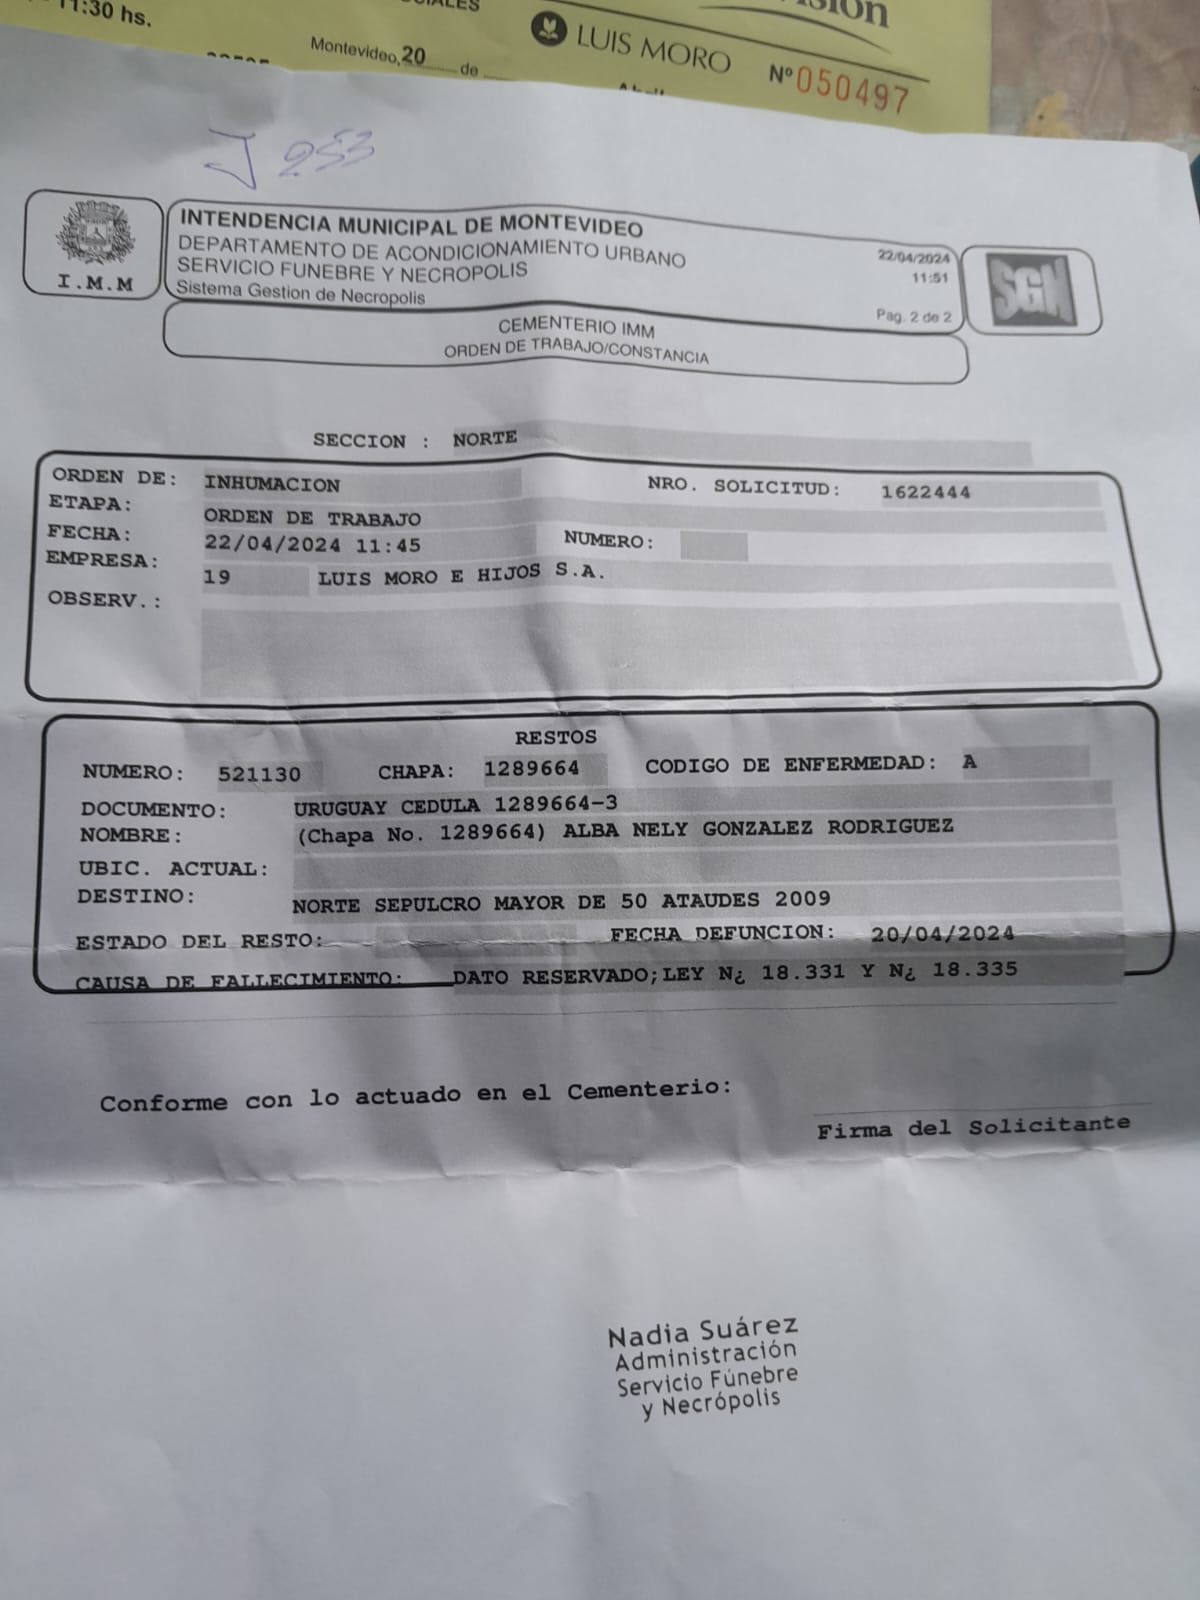 11:30 hs.
Montevideo, 20 de
LUIS MORO
Nº 050497
J 253
I.M.M
INTENDENCIA MUNICIPAL DE MONTEVIDEO
DEPARTAMENTO DE ACONDICIONAMIENTO URBANO
SERVICIO FUNEBRE Y NECROPOLIS
Sistema Gestion de Necropolis
22/04/2024
11:51
Pag. 2 de 2
SGN
CEMENTERIO IMM
ORDEN DE TRABAJO/CONSTANCIA
SECCION : NORTE
ORDEN DE: INHUMACION NRO. SOLICITUD: 1622444
ETAPA: ORDEN DE TRABAJO
FECHA: 22/04/2024 11:45 NUMERO:
EMPRESA: 19 LUIS MORO E HIJOS S.A.
OBSERV.:
RESTOS
NUMERO: 521130 CHAPA: 1289664 CODIGO DE ENFERMEDAD: A
DOCUMENTO: URUGUAY CEDULA 1289664-3
NOMBRE: (Chapa No. 1289664) ALBA NELY GONZALEZ RODRIGUEZ
UBIC. ACTUAL:
DESTINO: NORTE SEPULCRO MAYOR DE 50 ATAUDES 2009
ESTADO DEL RESTO: FECHA DEFUNCION: 20/04/2024
CAUSA DE FALLECIMIENTO: DATO RESERVADO;LEY N¿ 18.331 Y N¿ 18.335
Conforme con lo actuado en el Cementerio:
Firma del Solicitante
Nadia Suárez
Administración
Servicio Fúnebre
y Necrópolis